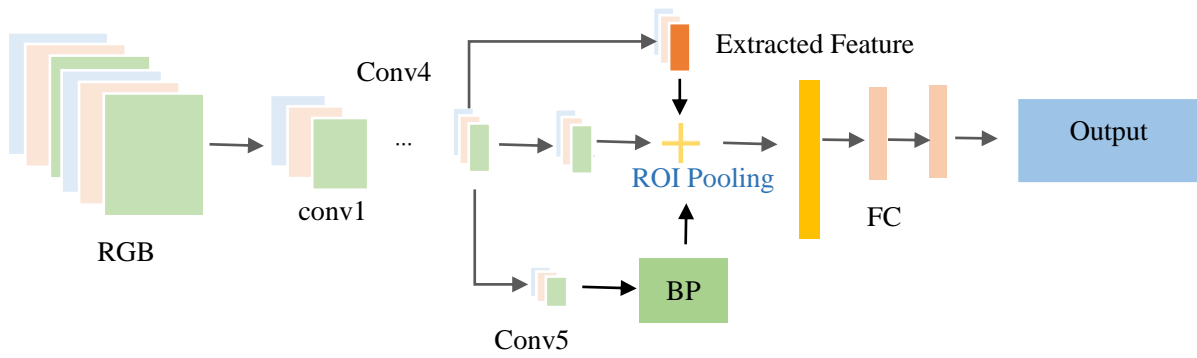 Extracted Feature
Conv4
Output
...
ROI Pooling
conv1
FC
RGB
BP
Conv5